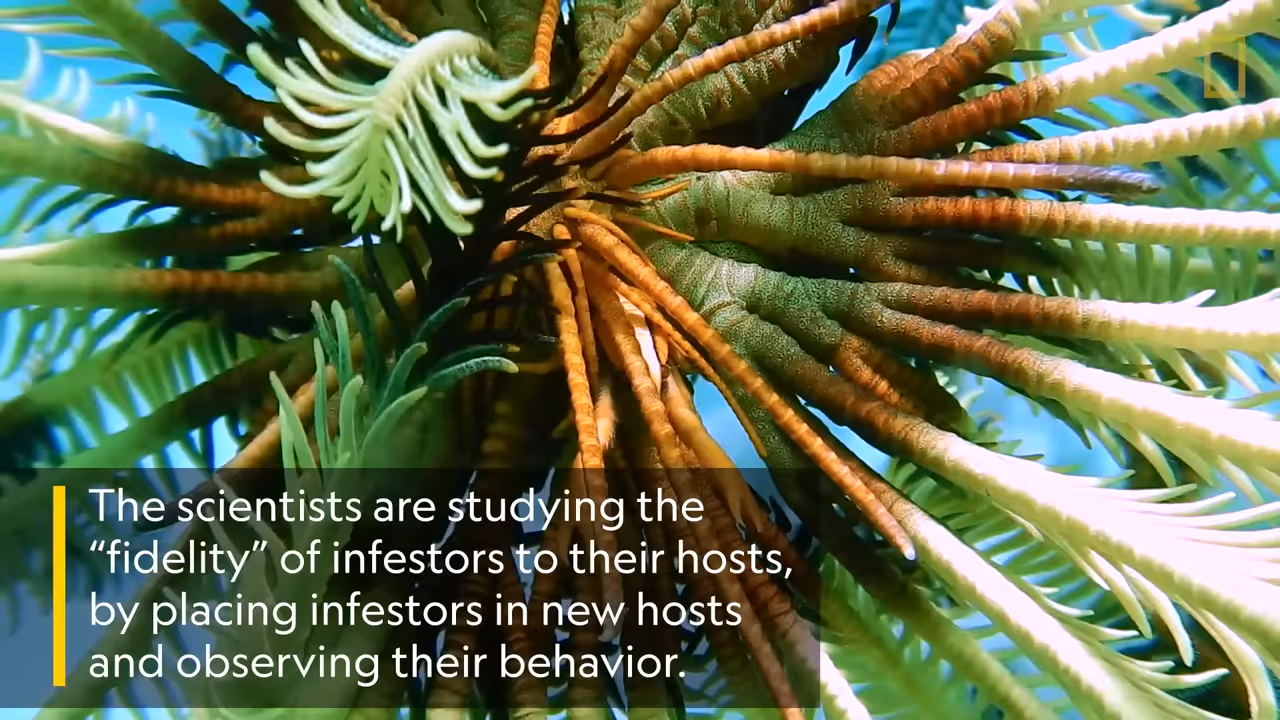 The scientists are studying the
“fidelity” of infestors to their hosts,
by placing infestors in new hosts
and observing their behavior.